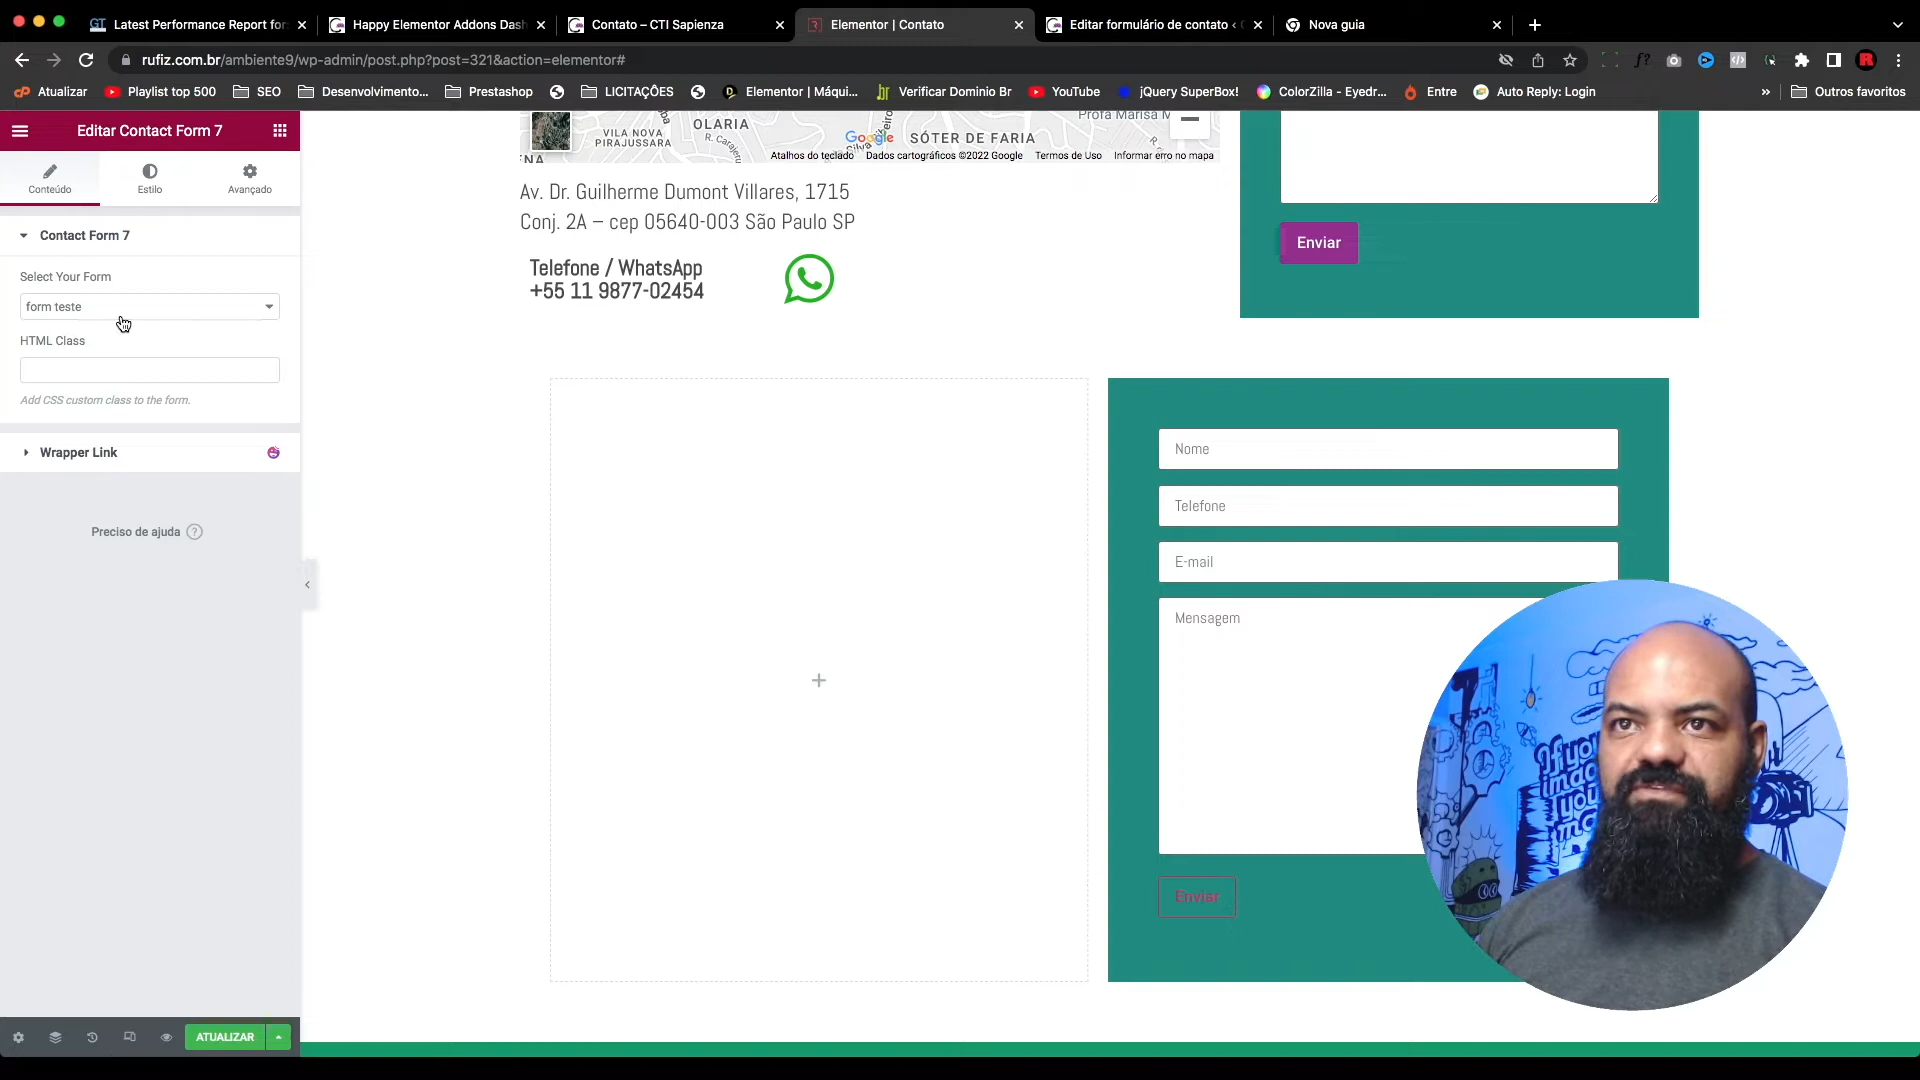 Latest Performance Report for:
Happy Elementor Addons Dash
Contato – CTI Sapienza
Elementor | Contato
Editar formulário de contato ‹
Nova guia
rufiz.com.br/ambiente9/wp-admin/post.php?post=321&action=elementor#
Atualizar
Playlist top 500
SEO
Desenvolvimento...
Prestashop
LICITAÇÕES
Elementor | Máqui...
Verificar Dominio Br
YouTube
jQuery SuperBox!
ColorZilla - Eyedr...
Entre
Auto Reply: Login
»
Outros favoritos
Editar Contact Form 7
Conteúdo
Estilo
Avançado
Contact Form 7
Select Your Form
form teste
HTML Class
Add CSS custom class to the form.
Wrapper Link
Preciso de ajuda ?
ATUALIZAR
VILA NOVA
PIRAJUSSARA
OLARIA
R. Carajeru
Google
SÓTER DE FARIA
Profa Marisa M
Atalhos do teclado
Dados cartográficos ©2022 Google
Termos de Uso
Informar erro no mapa
Av. Dr. Guilherme Dumont Villares, 1715
Conj. 2A – cep 05640-003 São Paulo SP
Telefone / WhatsApp
+55 11 9877-02454
Enviar
Nome
Telefone
E-mail
Mensagem
Enviar
If you